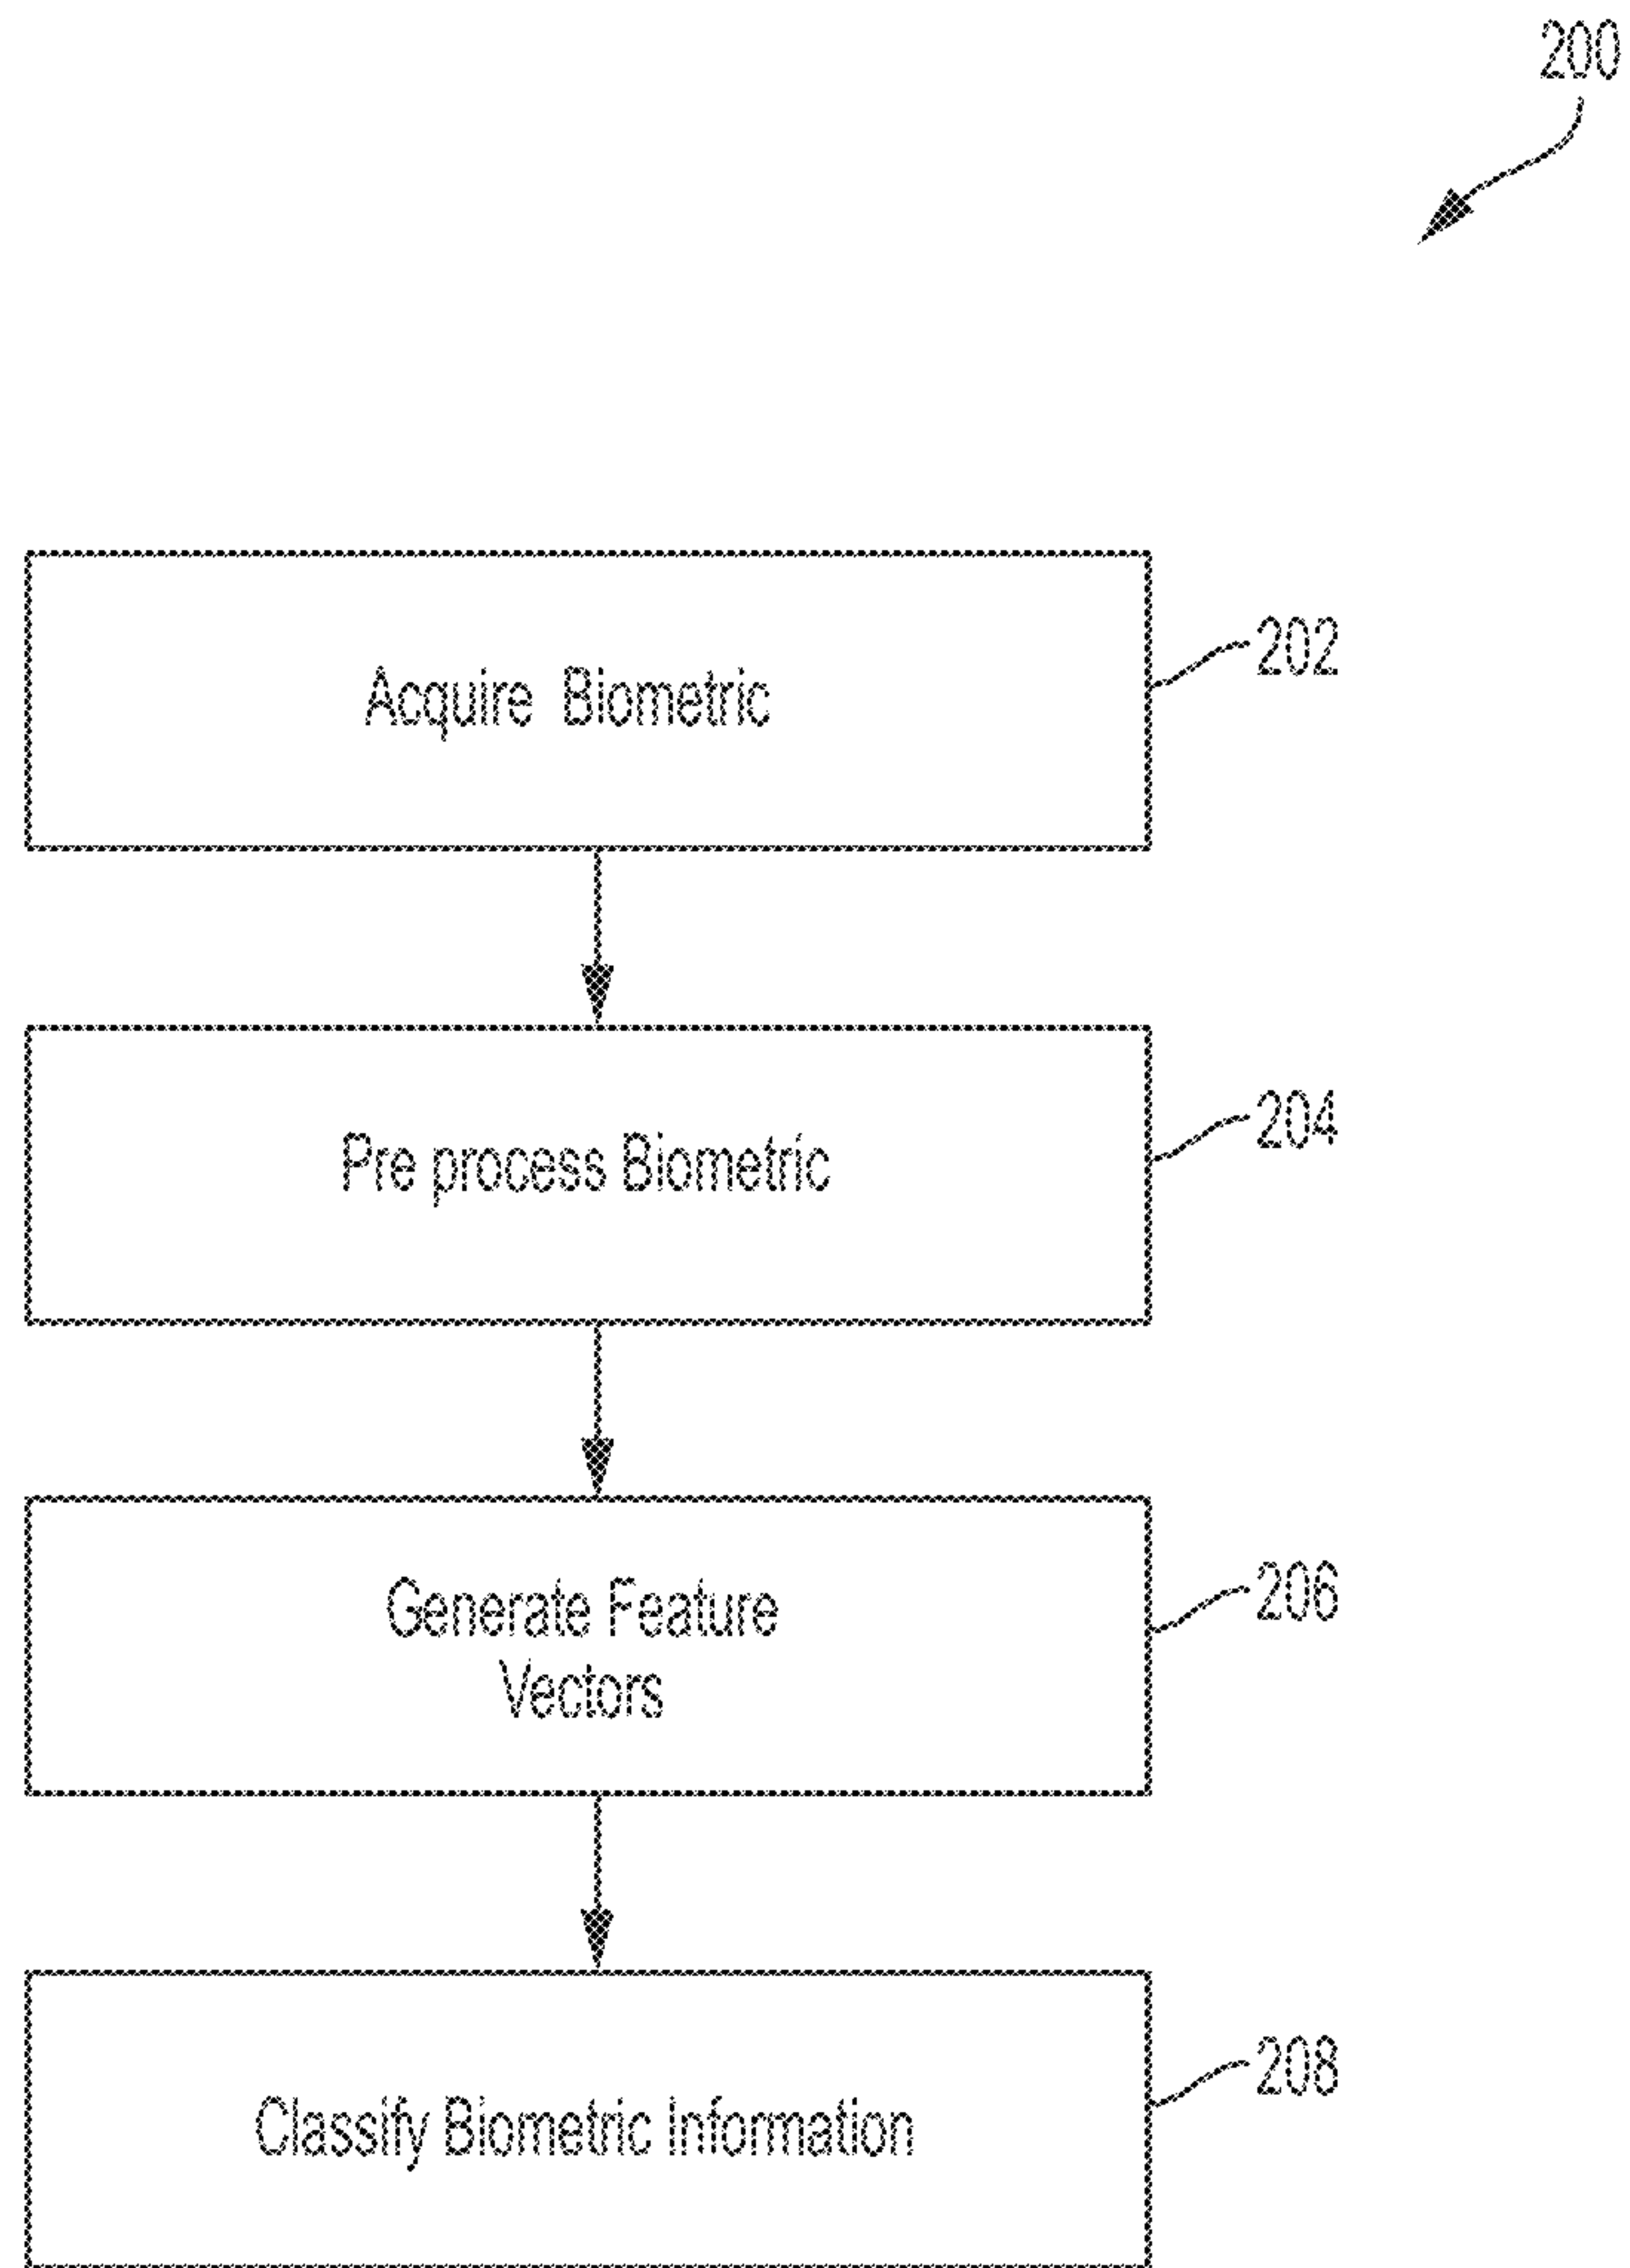 200
Acquire Biometric
202
Pre process Biometric
204
Generate Feature
Vectors
206
Classify Biometric Information
208